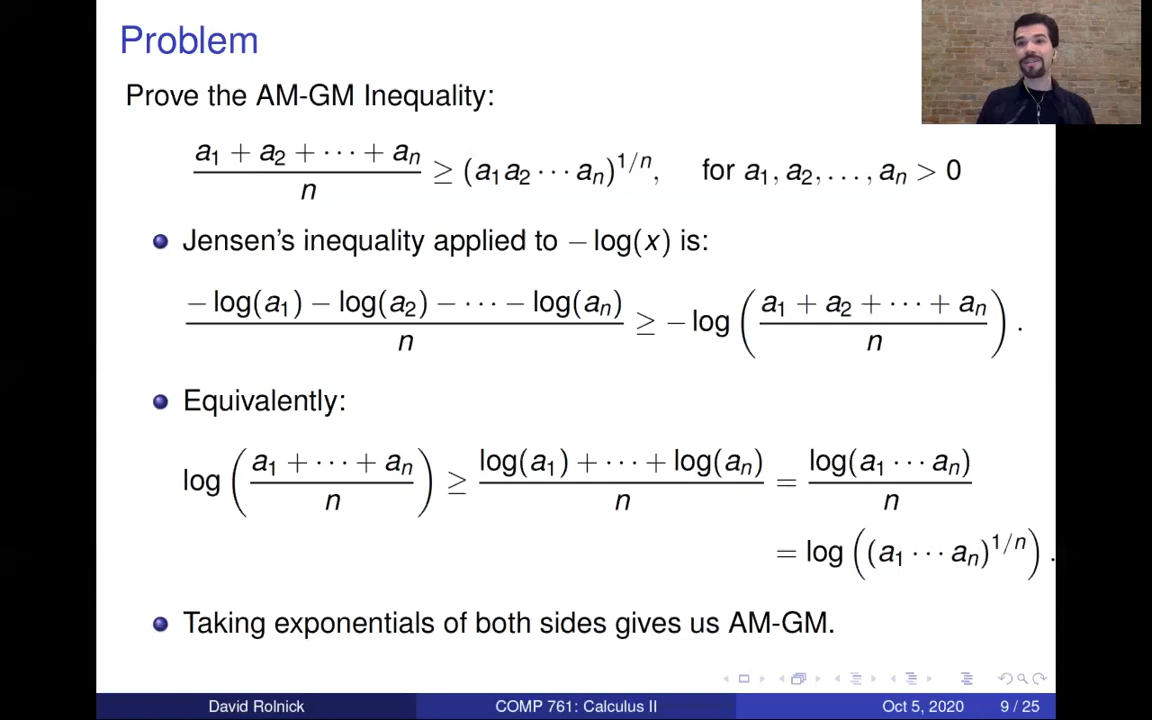 Problem
Prove the AM-GM Inequality:
(a₁ + a₂ + ⋯ + aₙ)/n ≥ (a₁a₂ ⋯ aₙ)^{1/n}, for a₁, a₂, …, aₙ > 0
Jensen's inequality applied to − log(x) is:
(− log(a₁) − log(a₂) − ⋯ − log(aₙ))/n ≥ − log((a₁ + a₂ + ⋯ + aₙ)/n).
Equivalently:
log((a₁ + ⋯ + aₙ)/n) ≥ (log(a₁) + ⋯ + log(aₙ))/n = log(a₁ ⋯ aₙ)/n
= log((a₁ ⋯ aₙ)^{1/n}).
Taking exponentials of both sides gives us AM-GM.
David Rolnick COMP 761: Calculus II Oct 5, 2020 9 / 25